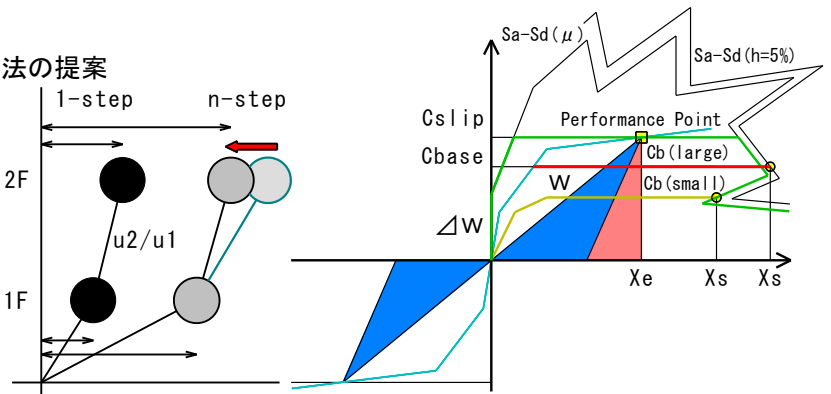 法の提案
1-step
n-step
2F
u2/u1
1F
Sa-Sd(μ)
Sa-Sd(h=5%)
Cslip
Performance Point
Cbase
Cb(large)
W
Cb(small)
⊿W
Xe
Xs
Xs